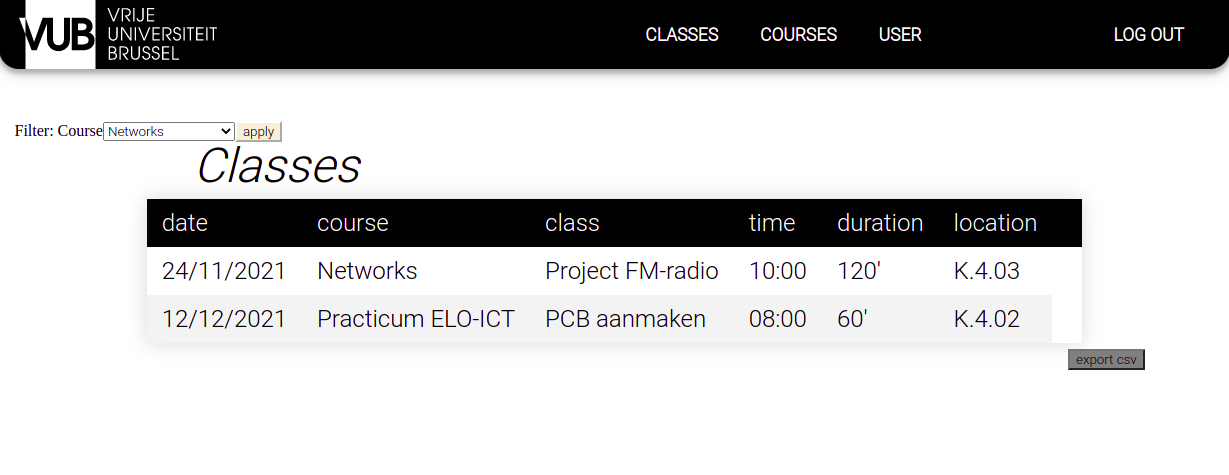 VUB VRIJE UNIVERSITEIT BRUSSEL
CLASSES COURSES USER LOG OUT
Filter: Course Networks apply
Classes
date course class time duration location
24/11/2021 Networks Project FM-radio 10:00 120' K.4.03
12/12/2021 Practicum ELO-ICT PCB aanmaken 08:00 60' K.4.02
export csv